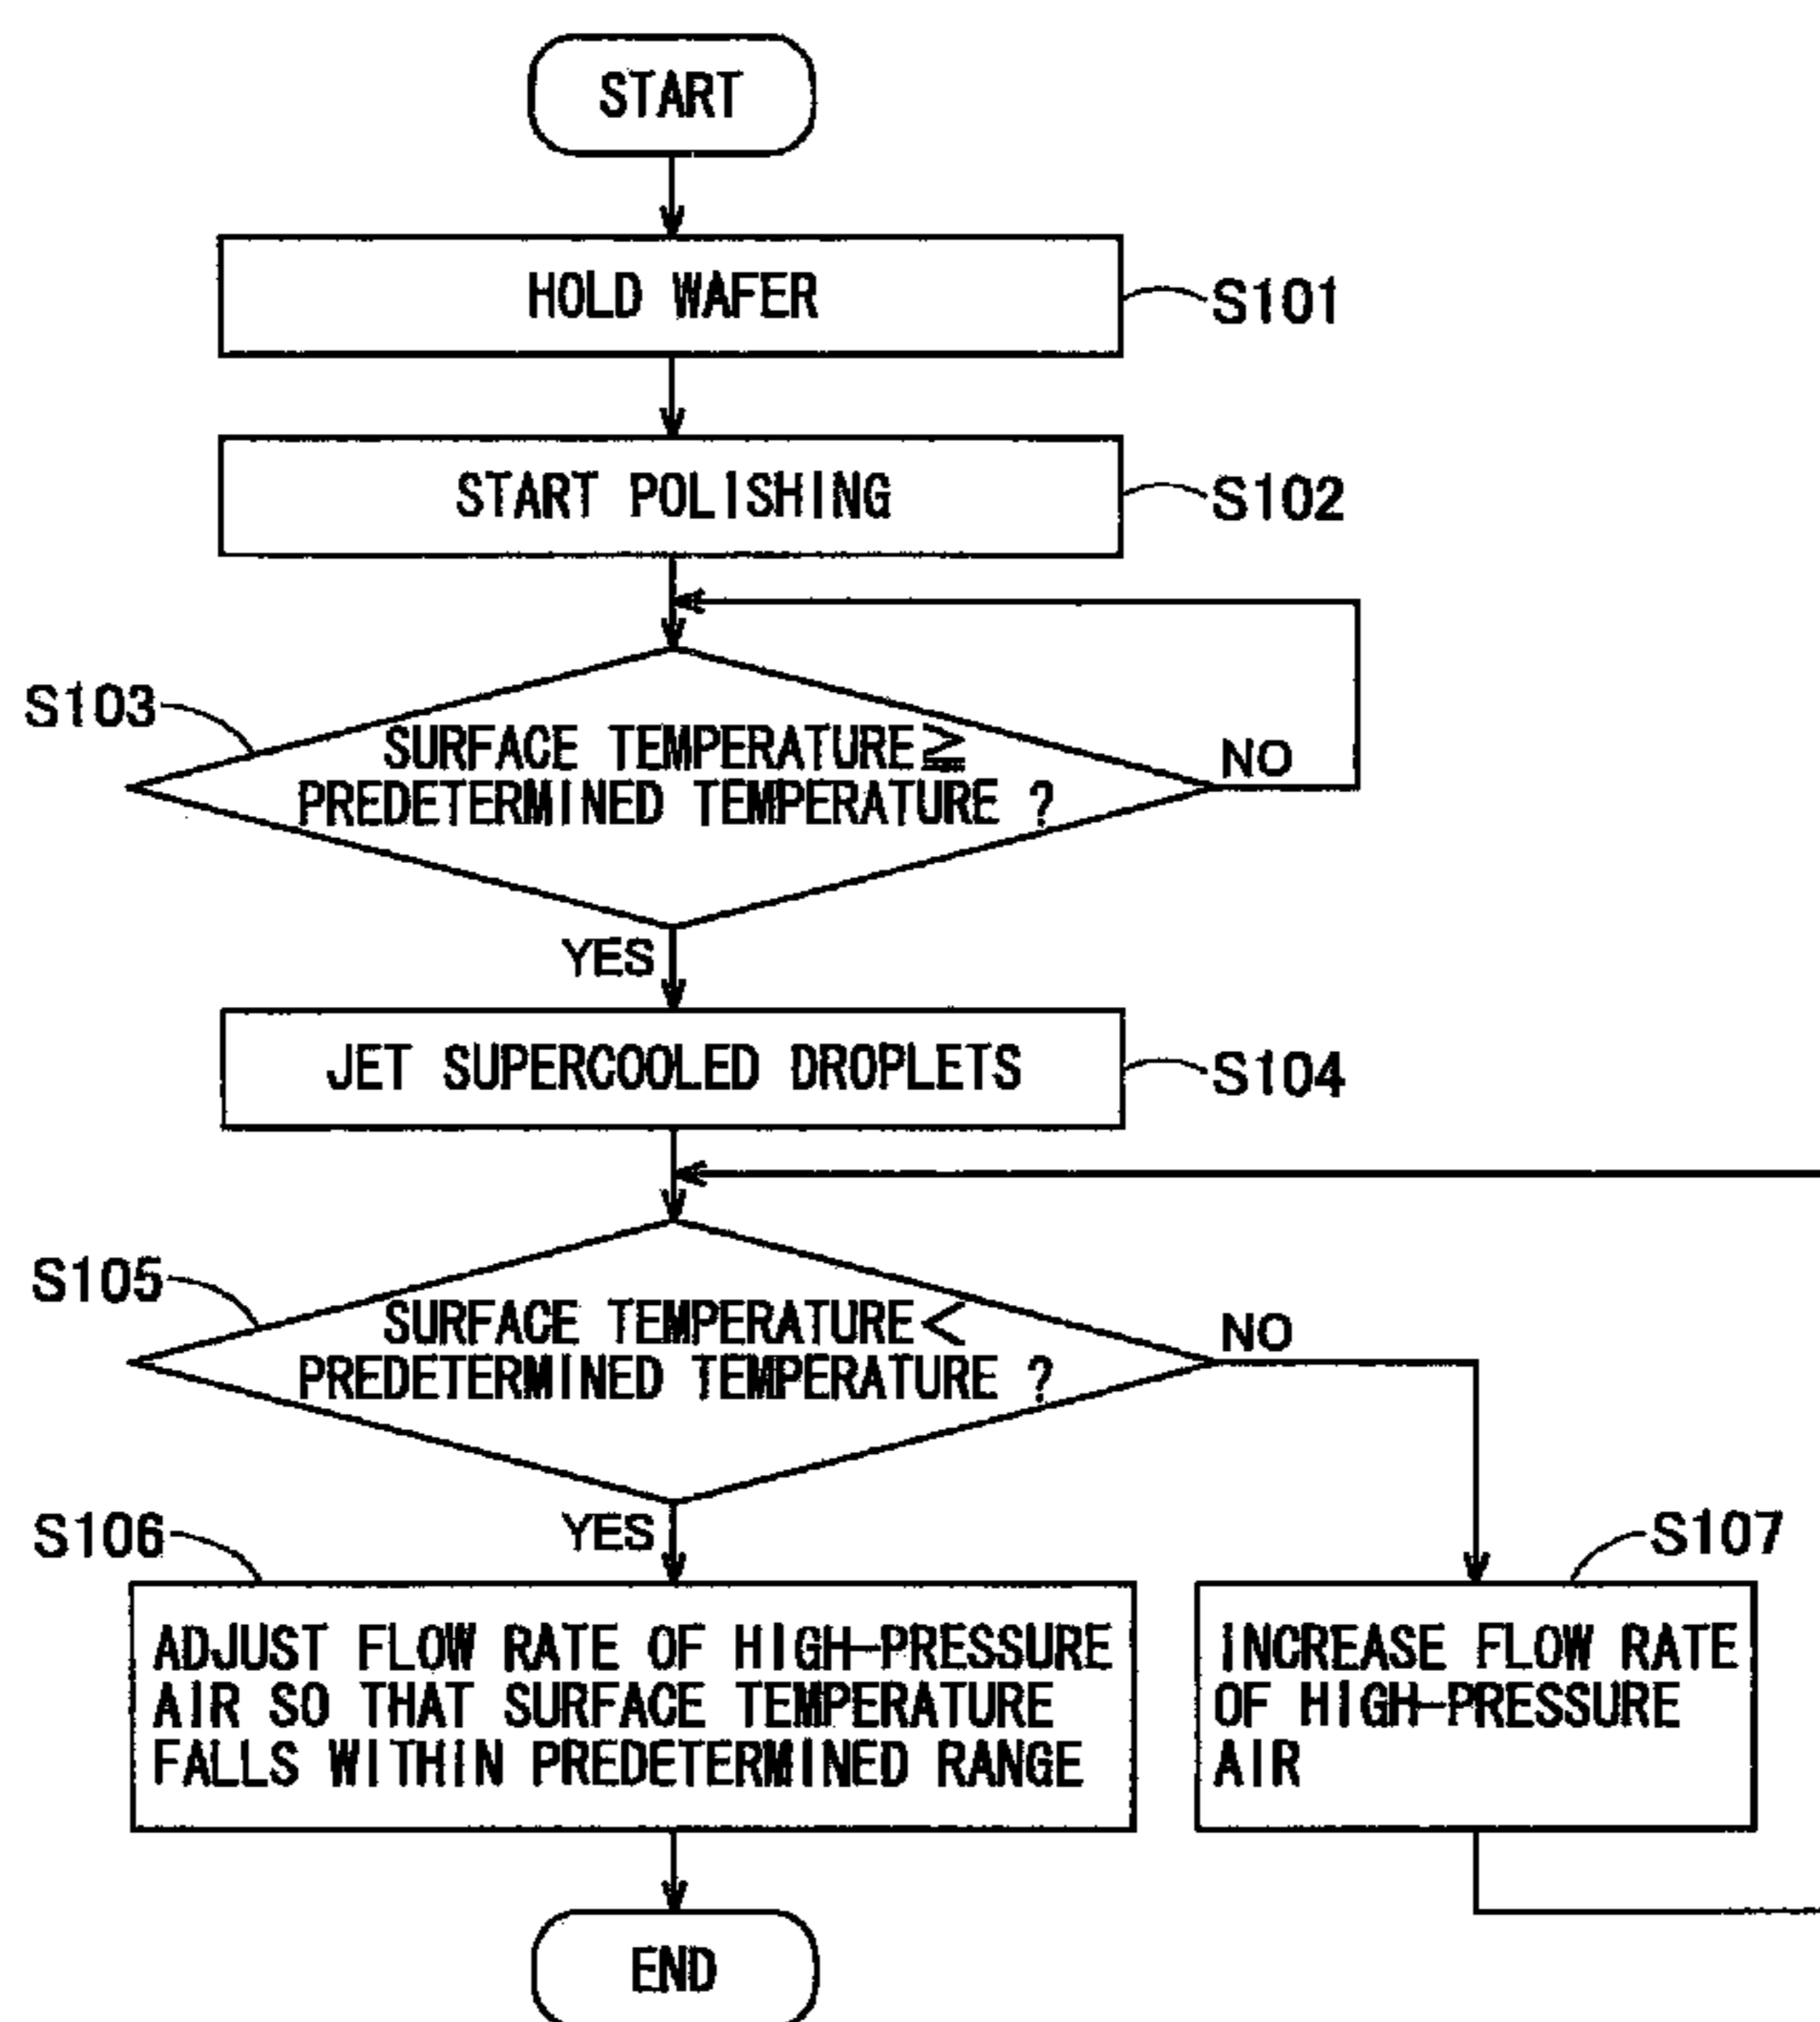 START
HOLD WAFER
S101
START POLISHING
S102
S103
SURFACE TEMPERATURE≧
PREDETERMINED TEMPERATURE ?
NO
YES
JET SUPERCOOLED DROPLETS
S104
S105
SURFACE TEMPERATURE<
PREDETERMINED TEMPERATURE ?
NO
YES
S106
ADJUST FLOW RATE OF HIGH-PRESSURE
AIR SO THAT SURFACE TEMPERATURE
FALLS WITHIN PREDETERMINED RANGE
S107
INCREASE FLOW RATE
OF HIGH-PRESSURE
AIR
END